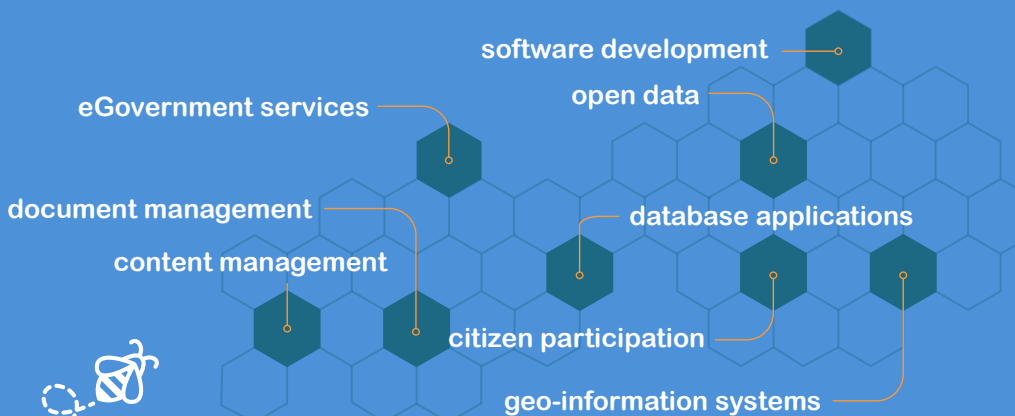 software development
open data
eGovernment services
document management
database applications
content management
citizen participation
geo-information systems